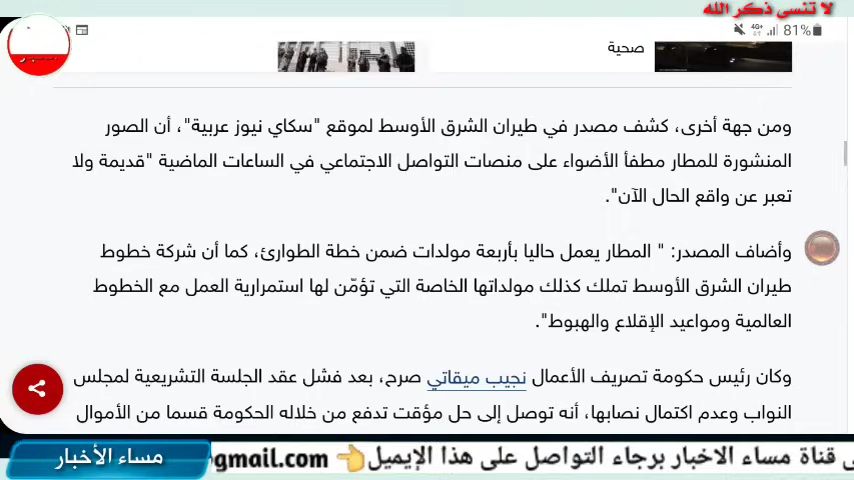 لا تنسى ذكر الله
4G+
81%
صحية
ومن جهة أخرى، كشف مصدر في طيران الشرق الأوسط لموقع "سكاي نيوز عربية"، أن الصور
المنشورة للمطار مطفأ الأضواء على منصات التواصل الاجتماعي في الساعات الماضية "قديمة ولا
تعبر عن واقع الحال الآن".
وأضاف المصدر: " المطار يعمل حاليا بأربعة مولدات ضمن خطة الطوارئ، كما أن شركة خطوط
طيران الشرق الأوسط تملك كذلك مولداتها الخاصة التي تؤمّن لها استمرارية العمل مع الخطوط
العالمية ومواعيد الإقلاع والهبوط".
وكان رئيس حكومة تصريف الأعمال نجيب ميقاتي صرح، بعد فشل عقد الجلسة التشريعية لمجلس
النواب وعدم اكتمال نصابها، أنه توصل إلى حل مؤقت تدفع من خلاله الحكومة قسما من الأموال
قناة مساء الاخبار برجاء التواصل على هذا الإيميل gmail.com
مساء الأخبار